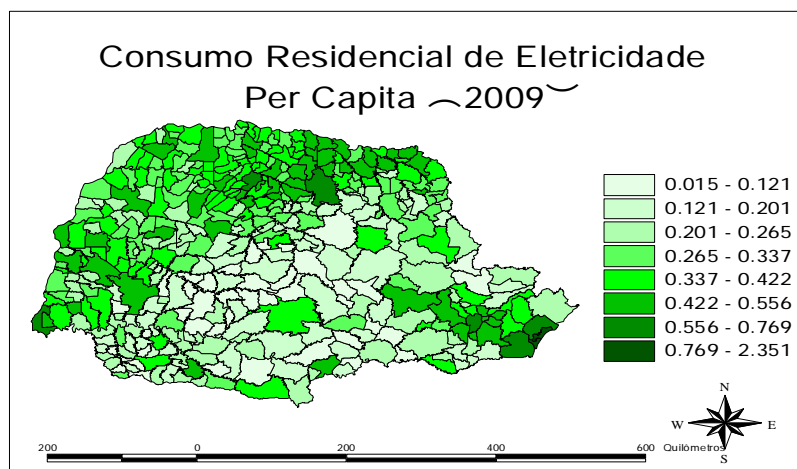 Consumo Residencial de Eletricidade
Per Capita (2009)
0.015 - 0.121
0.121 - 0.201
0.201 - 0.265
0.265 - 0.337
0.337 - 0.422
0.422 - 0.556
0.556 - 0.769
0.769 - 2.351
N
W E
S
200 0 200 400 600 Quilômetros